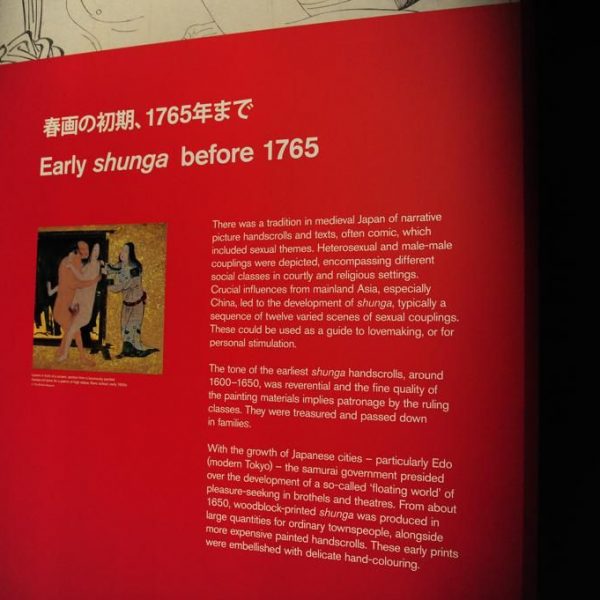 春画の初期、1765年まで
Early shunga before 1765
There was a tradition in medieval Japan of narrative
picture handscrolls and texts, often comic, which
included sexual themes. Heterosexual and male-male
couplings were depicted, encompassing different
social classes in courtly and religious settings.
Crucial influences from mainland Asia, especially
China, led to the development of shunga, typically a
sequence of twelve varied scenes of sexual couplings.
These could be used as a guide to lovemaking, or for
personal stimulation.
The tone of the earliest shunga handscrolls, around
1600–1650, was reverential and the fine quality of
the painting materials implies patronage by the ruling
classes. They were treasured and passed down
in families.
With the growth of Japanese cities – particularly Edo
(modern Tokyo) – the samurai government presided
over the development of a so-called ‘floating world’ of
pleasure-seeking in brothels and theatres. From about
1650, woodblock-printed shunga was produced in
large quantities for ordinary townspeople, alongside
more expensive painted handscrolls. These early prints
were embellished with delicate hand-colouring.